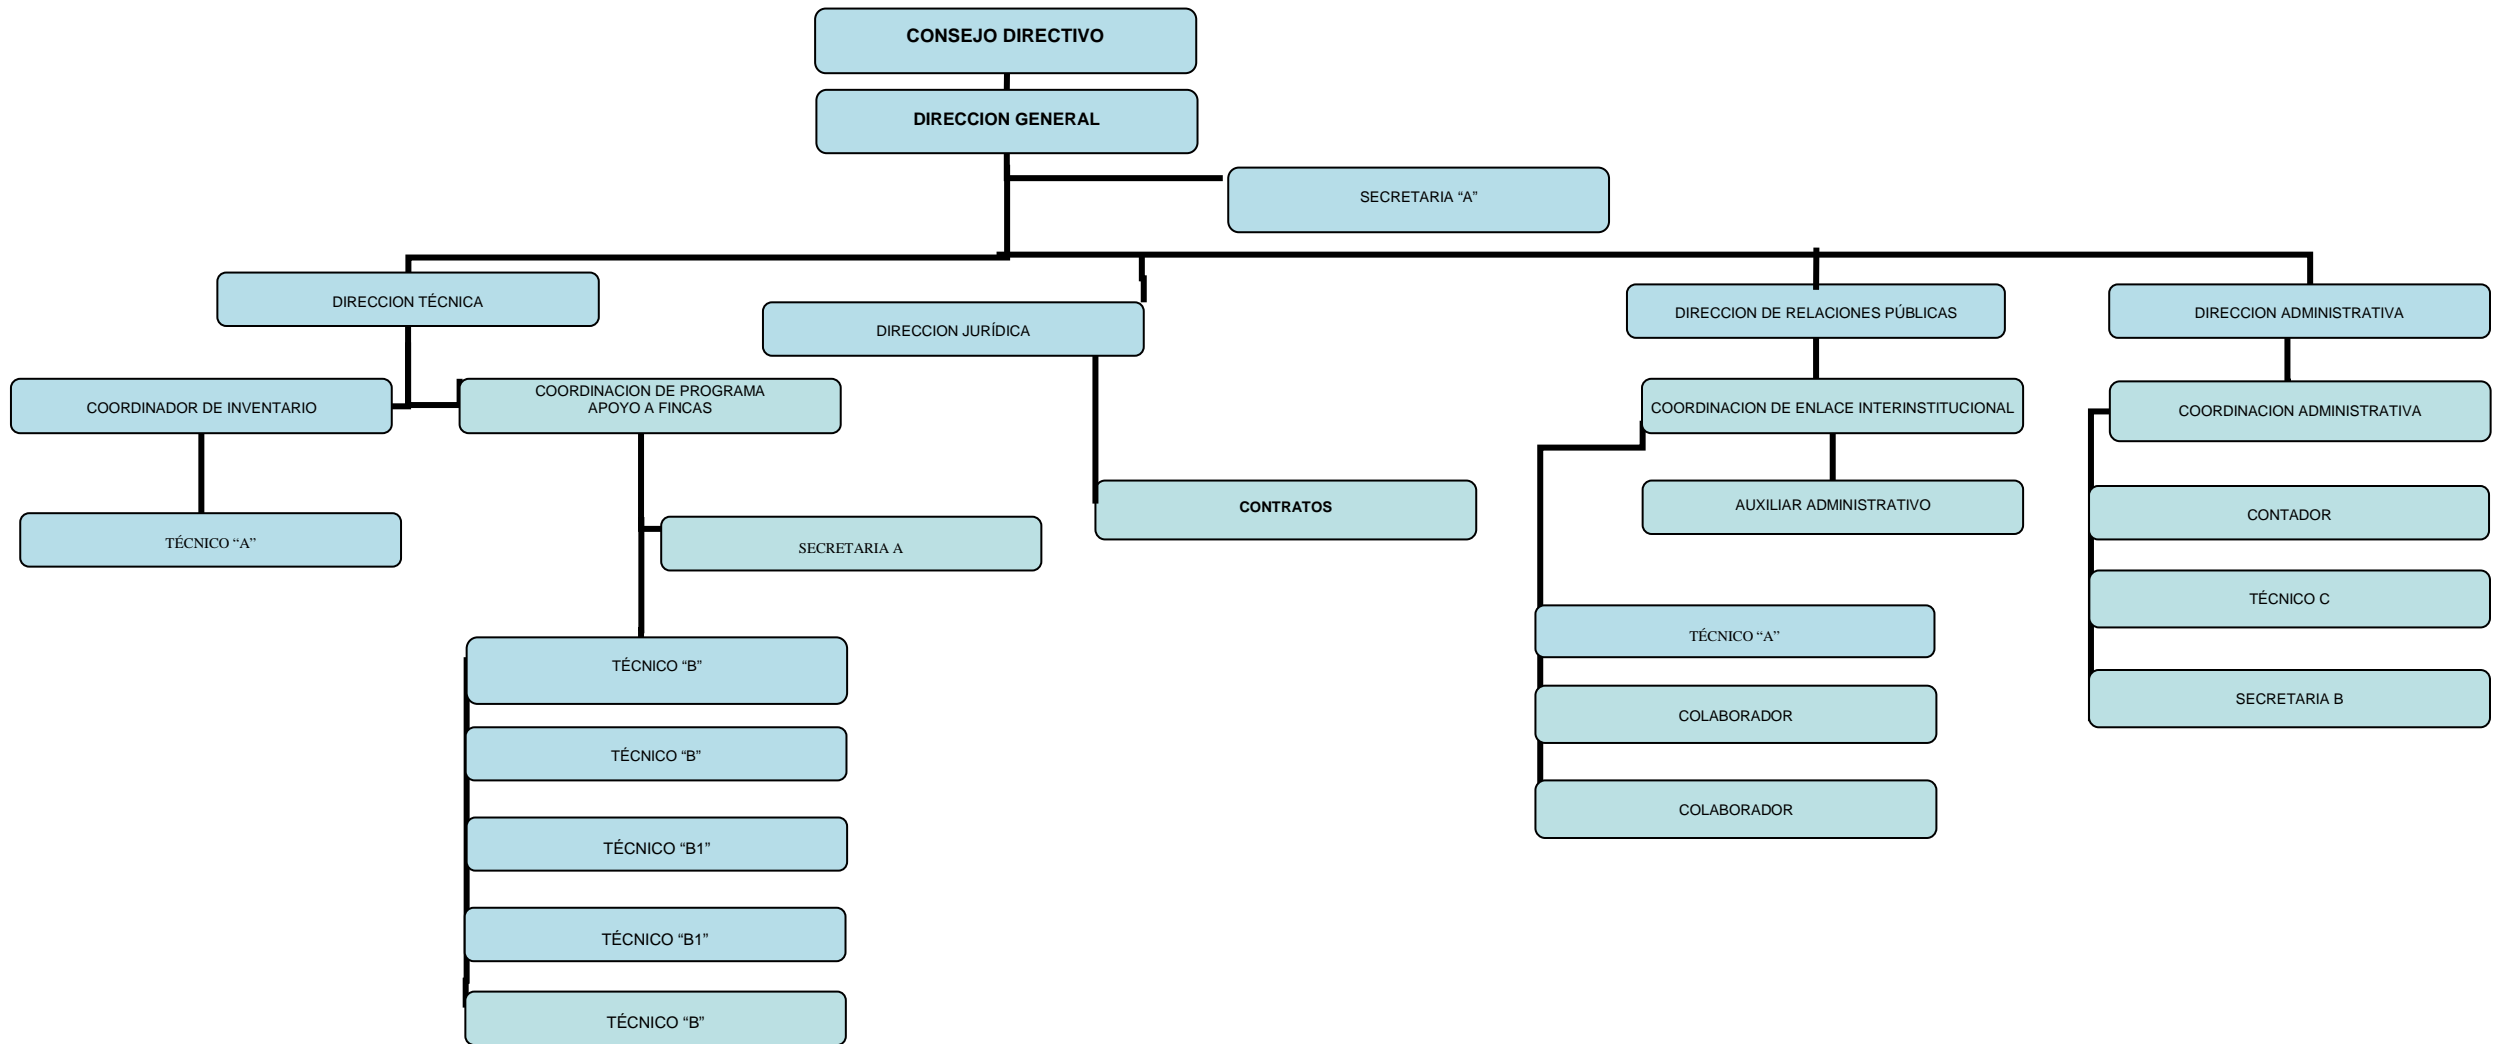 CONSEJO DIRECTIVO
DIRECCION GENERAL
SECRETARIA “A”
DIRECCION TÉCNICA
DIRECCION JURÍDICA
DIRECCION DE RELACIONES PÚBLICAS
DIRECCION ADMINISTRATIVA
COORDINADOR DE INVENTARIO
COORDINACION DE PROGRAMA
APOYO A FINCAS
COORDINACION DE ENLACE INTERINSTITUCIONAL
COORDINACION ADMINISTRATIVA
TÉCNICO “A”
SECRETARIA A
CONTRATOS
AUXILIAR ADMINISTRATIVO
CONTADOR
TÉCNICO C
SECRETARIA B
TÉCNICO “A”
COLABORADOR
COLABORADOR
TÉCNICO “B”
TÉCNICO “B”
TÉCNICO “B1”
TÉCNICO “B1”
TÉCNICO “B”